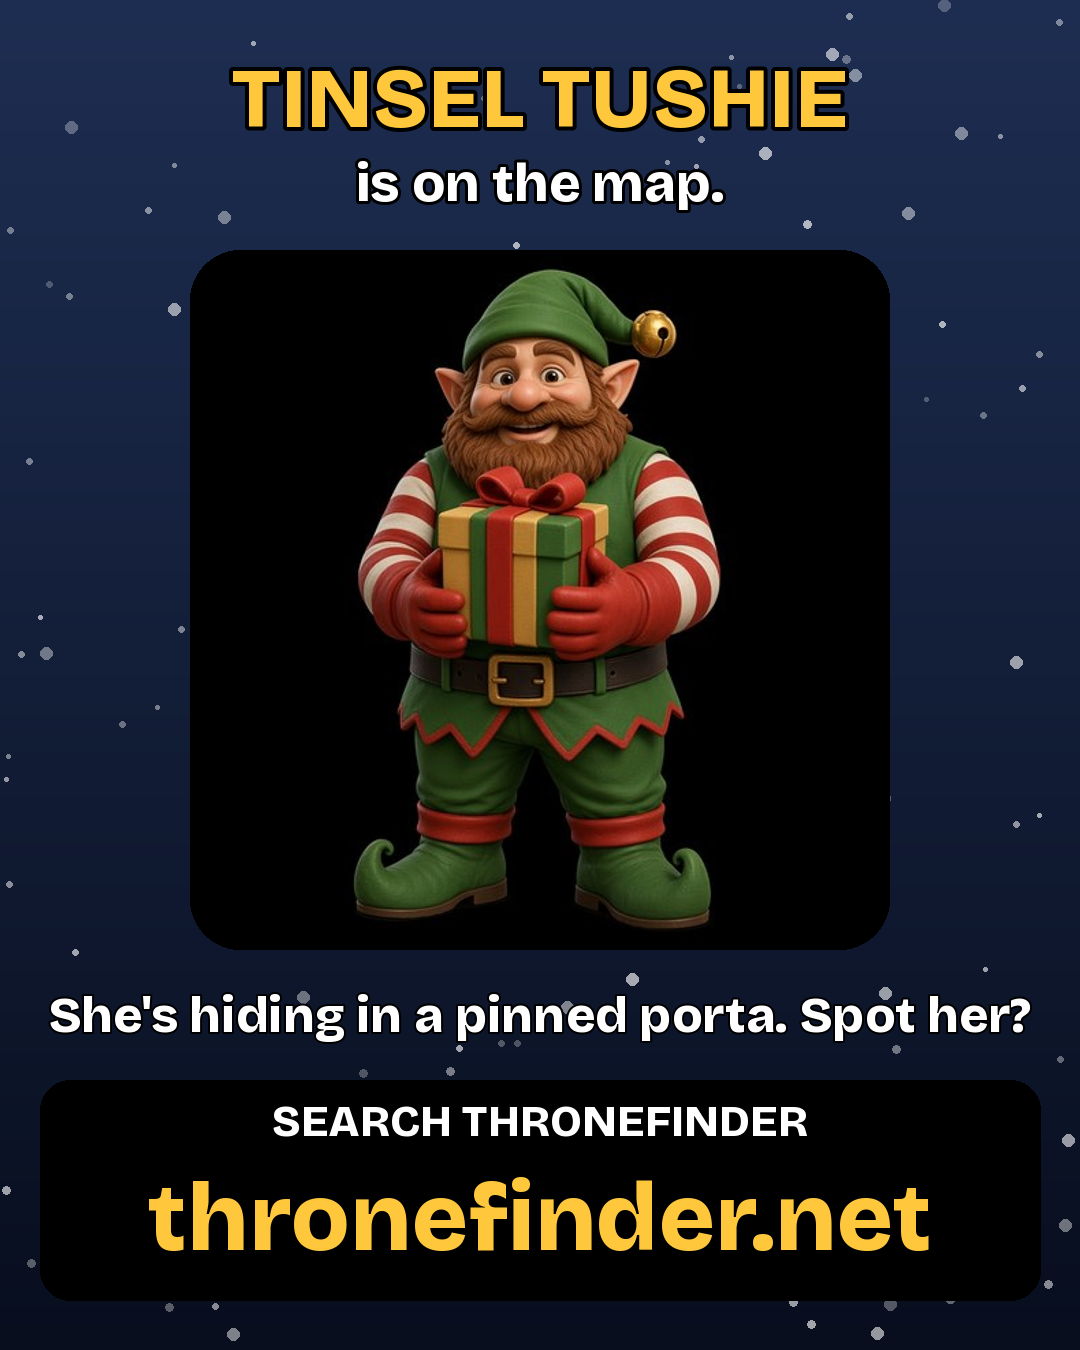 TINSEL TUSHIE
is on the map.
She's hiding in a pinned porta. Spot her?
SEARCH THRONEFINDER
thronefinder.net